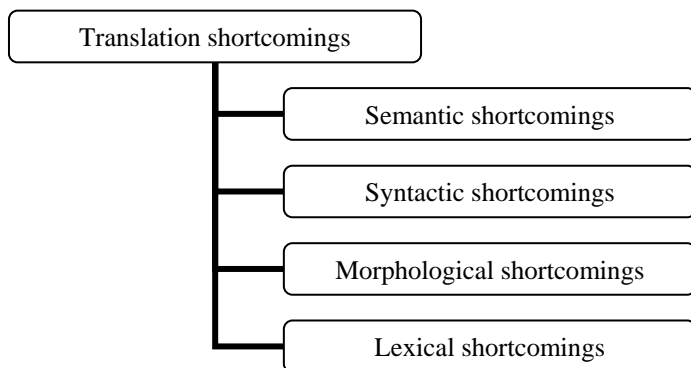 Translation shortcomings
Semantic shortcomings
Syntactic shortcomings
Morphological shortcomings
Lexical shortcomings